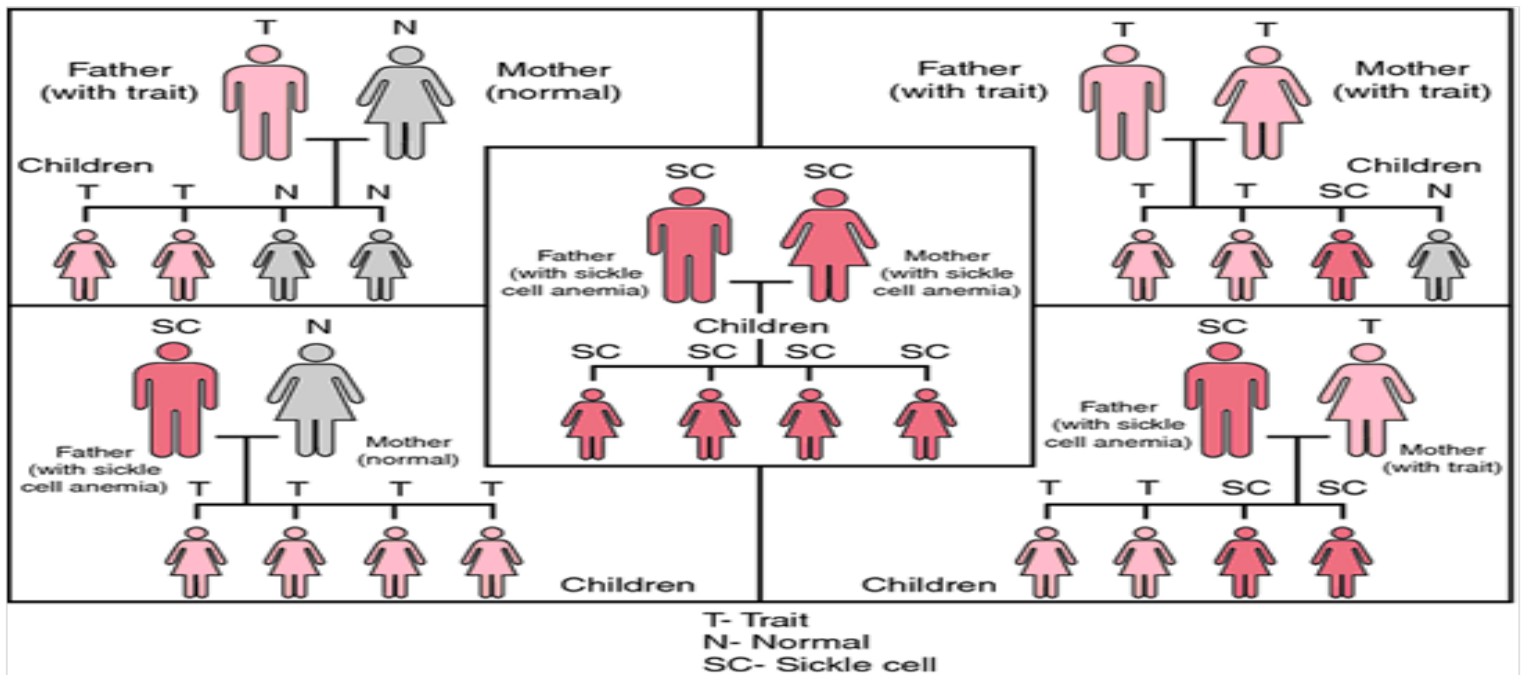 T N
Father
(with trait)
Mother
(normal)
Children
T T N N
T T
Father
(with trait)
Mother
(with trait)
Children
T T SC N
SC SC
Father
(with sickle
cell anemia)
Mother
(with sickle
cell anemia)
Children
SC SC SC SC
SC N
Father
(with sickle
cell anemia)
Mother
(normal)
T T T T
Children
SC T
Father
(with sickle
cell anemia)
Mother
(with trait)
T T SC SC
Children
T- Trait
N- Normal
SC- Sickle cell